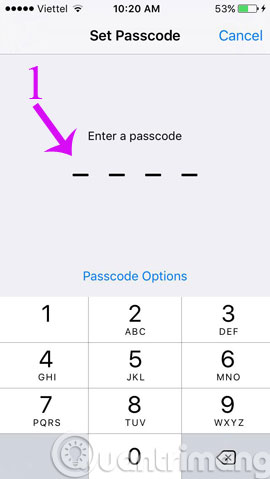 Viettel 10:20 AM 53%
Set Passcode Cancel
1
Enter a passcode
Passcode Options
1 2 3
ABC DEF
4 5 6
GHI JKL MNO
7 8 9
PQRS TUV WXYZ
0
Quantrimang